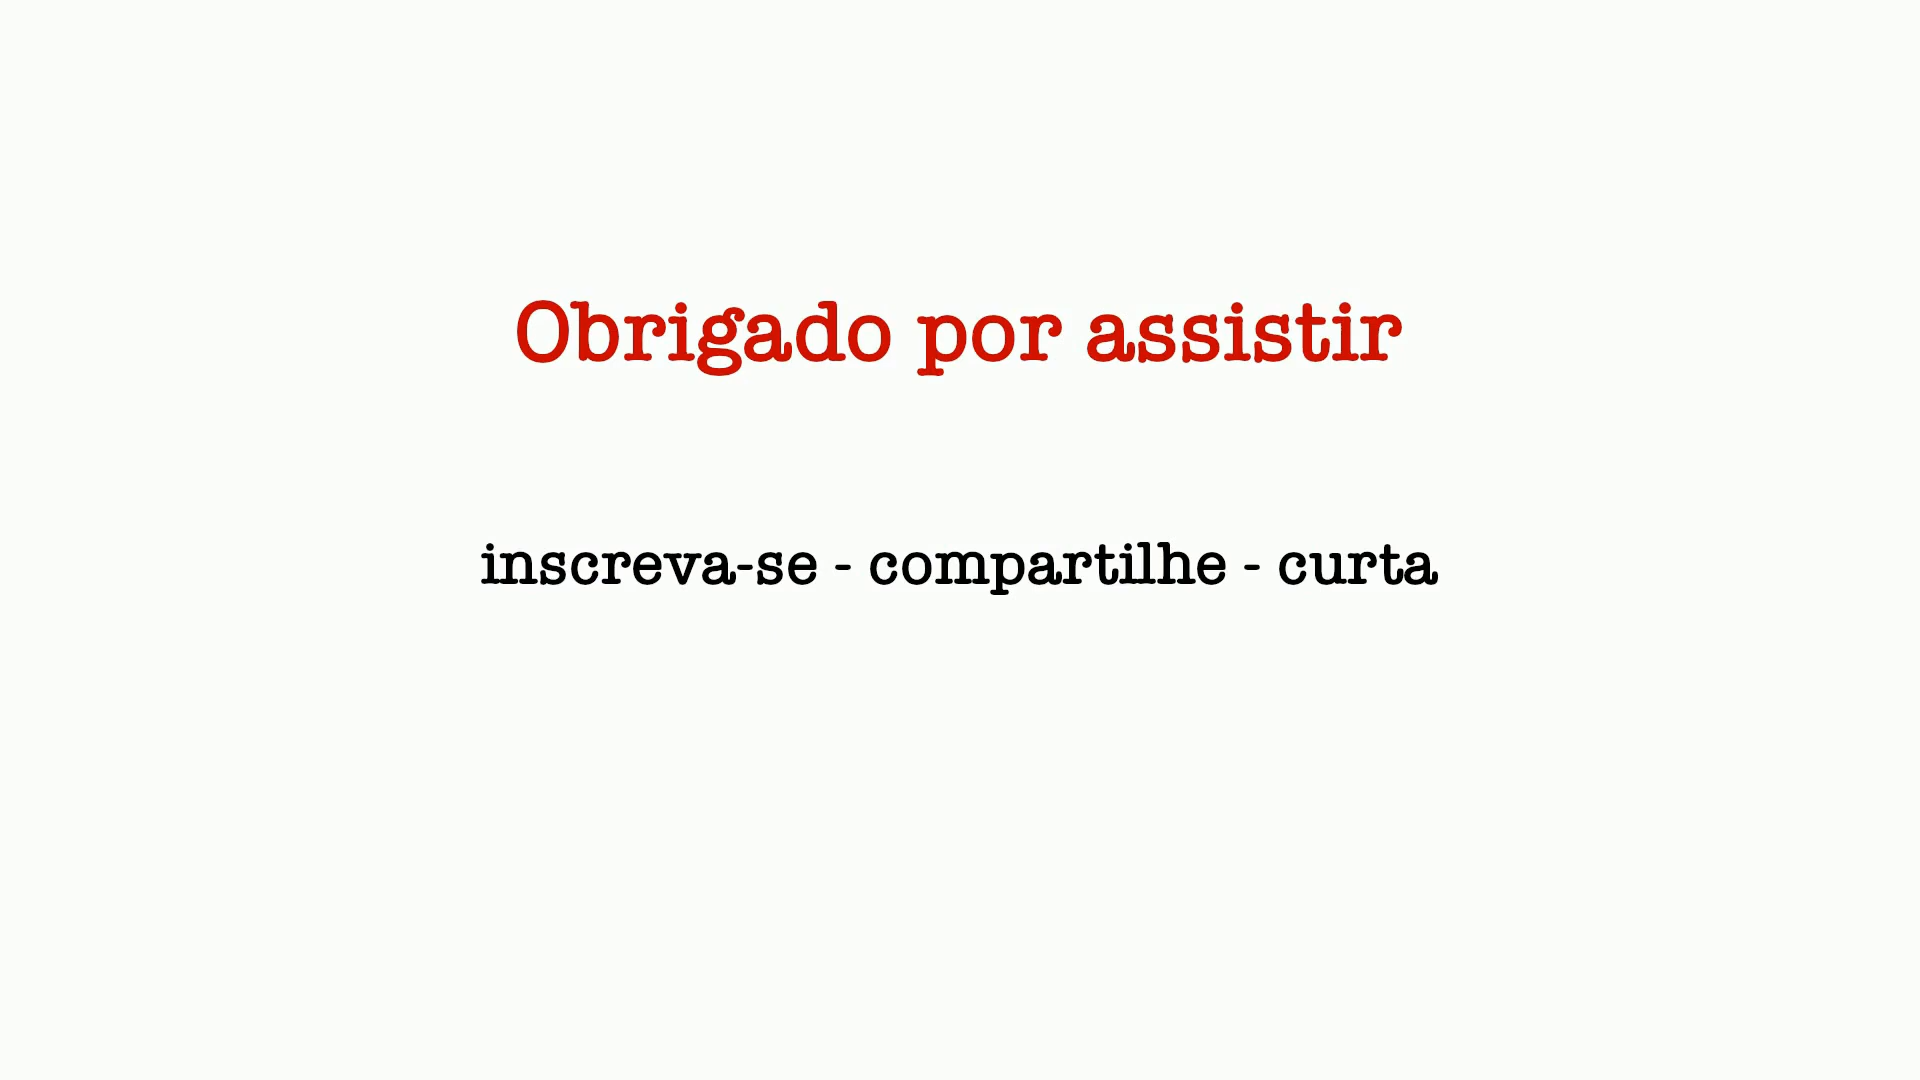 Obrigado por assistir
inscreva-se - compartilhe - curta